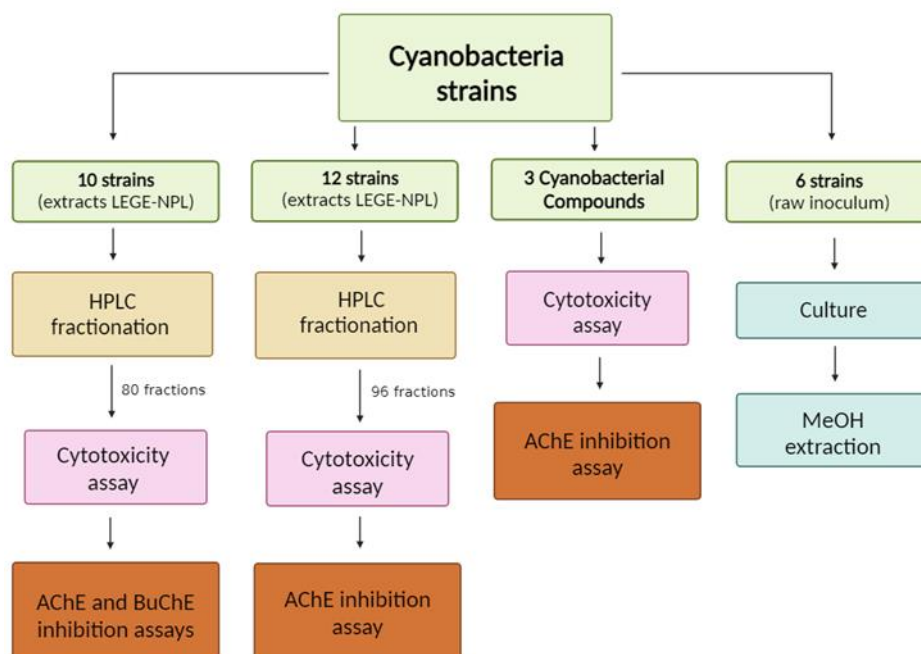 Cyanobacteria
strains
10 strains
(extracts LEGE-NPL)
12 strains
(extracts LEGE-NPL)
3 Cyanobacterial
Compounds
6 strains
(raw inoculum)
HPLC
fractionation
HPLC
fractionation
Cytotoxicity
assay
Culture
80 fractions
96 fractions
AChE inhibition
assay
MeOH
extraction
Cytotoxicity
assay
Cytotoxicity
assay
AChE and BuChE
inhibition assays
AChE inhibition
assay